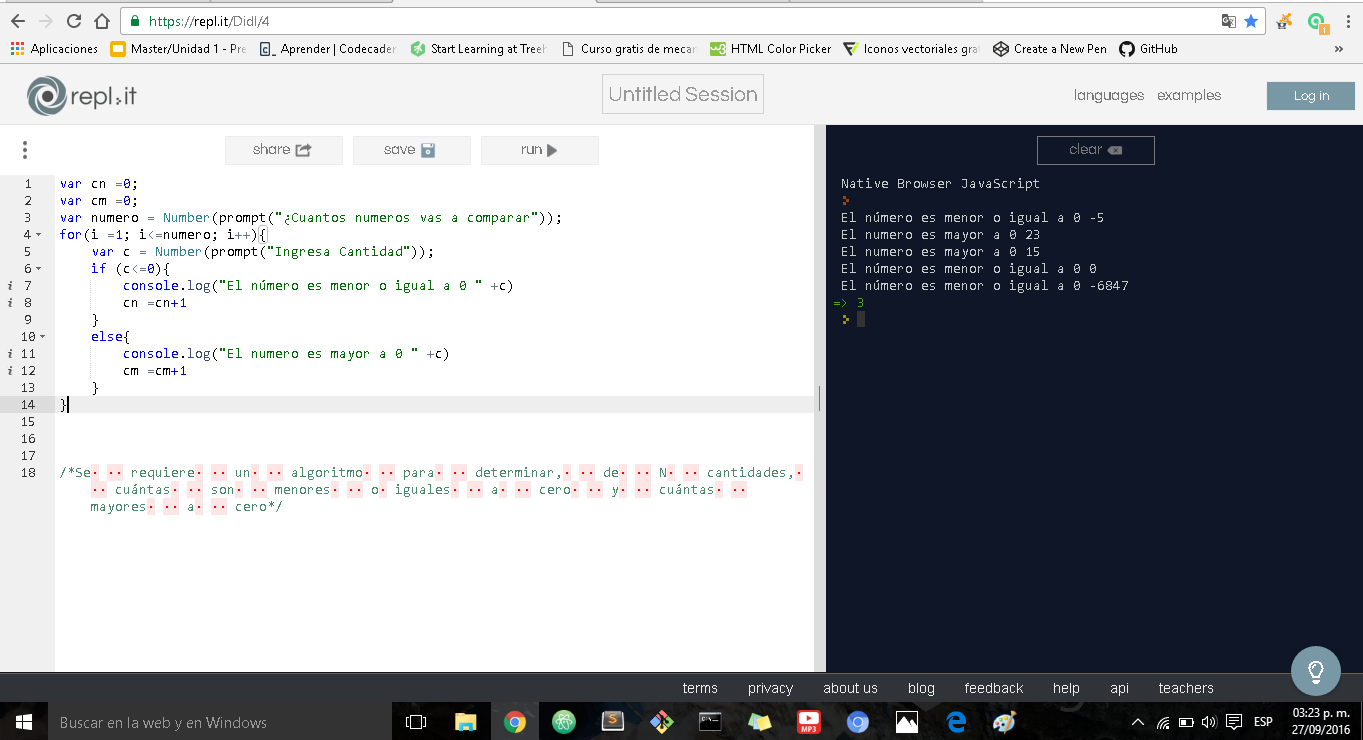 https://repl.it/Didl/4
Aplicaciones Master/Unidad 1 - Pre Aprender | Codecader Start Learning at Treeh Curso gratis de mecar HTML Color Picker Iconos vectoriales gra Create a New Pen GitHub »
repl.it Untitled Session languages examples Log in
share save run clear
1 var cn =0;
2 var cm =0;
3 var numero = Number(prompt("¿Cuantos numeros vas a comparar"));
4 for(i =1; i<=numero; i++){
5 var c = Number(prompt("Ingresa Cantidad"));
6 if (c<=0){
7 console.log("El número es menor o igual a 0 " +c)
8 cn =cn+1
9 }
10 else{
11 console.log("El numero es mayor a 0 " +c)
12 cm =cm+1
13 }
14 }
15
16
17
18 /*Se requiere un algoritmo para determinar, de N cantidades,
cuántas son menores o iguales a cero y cuántas
mayores a cero*/
Native Browser JavaScript
El número es menor o igual a 0 -5
El numero es mayor a 0 23
El numero es mayor a 0 15
El número es menor o igual a 0 0
El número es menor o igual a 0 -6847
=> 3
terms privacy about us blog feedback help api teachers
Buscar en la web y en Windows
MP3
ESP
03:23 p. m.
27/09/2016